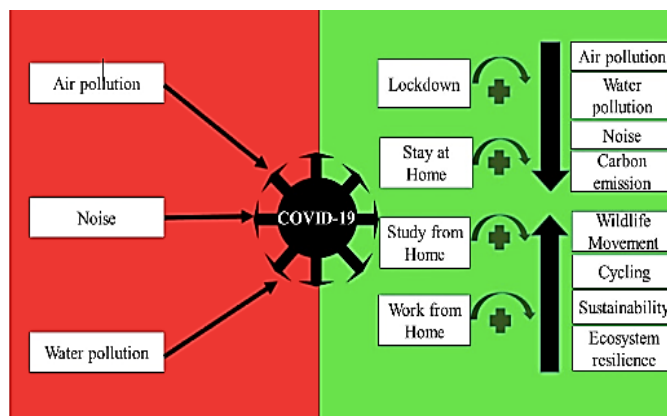 Air pollution
Noise
Water pollution
COVID-19
Lockdown
Stay at
Home
Study from
Home
Work from
Home
Air pollution
Water
pollution
Noise
Carbon
emission
Wildlife
Movement
Cycling
Sustainability
Ecosystem
resilience